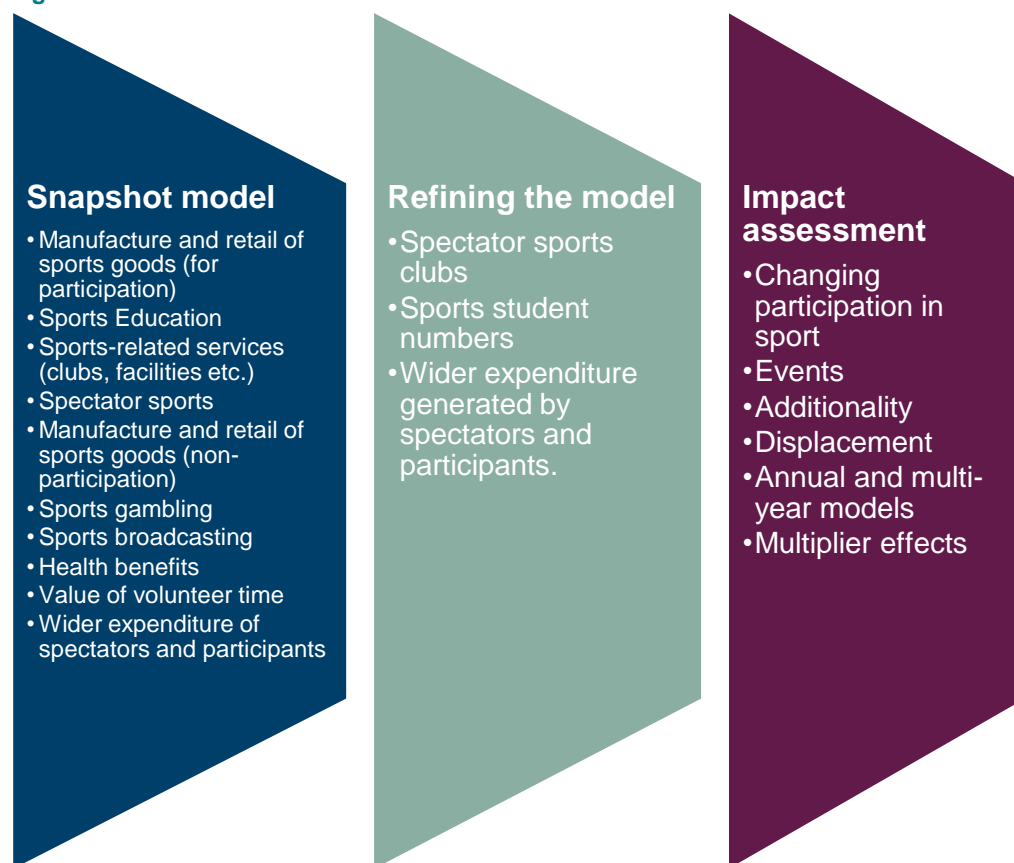 Snapshot model
•Manufacture and retail of
sports goods (for
participation)
•Sports Education
•Sports-related services
(clubs, facilities etc.)
•Spectator sports
•Manufacture and retail of
sports goods (non-
participation)
•Sports gambling
•Sports broadcasting
•Health benefits
•Value of volunteer time
•Wider expenditure of
spectators and participants
Refining the model
•Spectator sports
clubs
•Sports student
numbers
•Wider expenditure
generated by
spectators and
participants.
Impact
assessment
•Changing
participation in
sport
•Events
•Additionality
•Displacement
•Annual and multi-
year models
•Multiplier effects